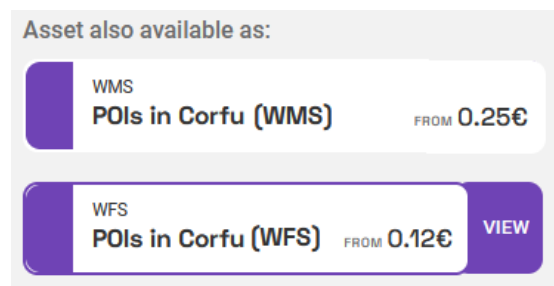 Asset also available as:
WMS
POIs in Corfu (WMS)
FROM 0.25€
WFS
POIs in Corfu (WFS)
FROM 0.12€
VIEW